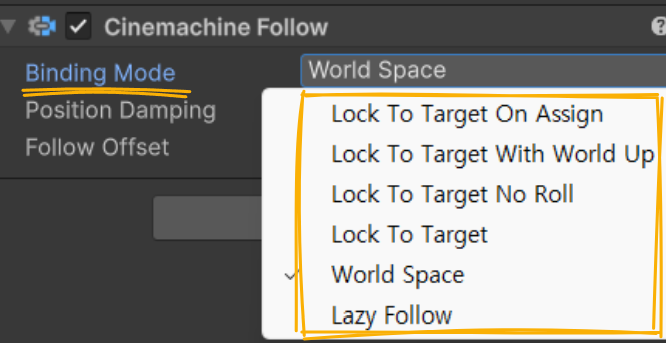 Cinemachine Follow
Binding Mode
World Space
Position Damping
Follow Offset
Lock To Target On Assign
Lock To Target With World Up
Lock To Target No Roll
Lock To Target
World Space
Lazy Follow